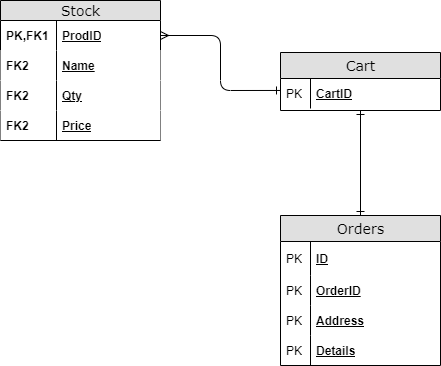 Stock
PK,FK1 ProdID
FK2 Name
FK2 Qty
FK2 Price
Cart
PK CartID
Orders
PK ID
PK OrderID
PK Address
PK Details